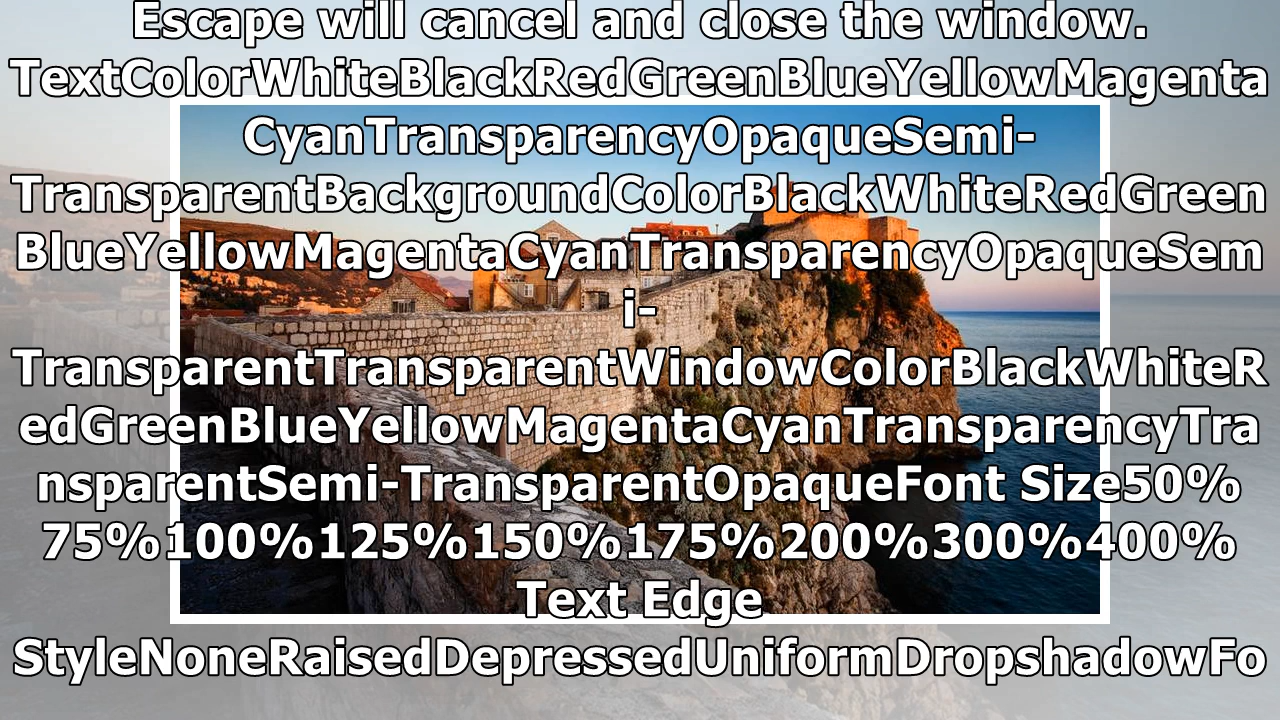 Escape will cancel and close the window.
TextColorWhiteBlackRedGreenBlueYellowMagenta
CyanTransparencyOpaqueSemi-
TransparentBackgroundColorBlackWhiteRedGreen
BlueYellowMagentaCyanTransparencyOpaqueSem
i-
TransparentTransparentWindowColorBlackWhiteR
edGreenBlueYellowMagentaCyanTransparencyTra
nsparentSemi-TransparentOpaqueFont Size50%
75%100%125%150%175%200%300%400%
Text Edge
StyleNoneRaisedDepressedUniformDropshadowFo